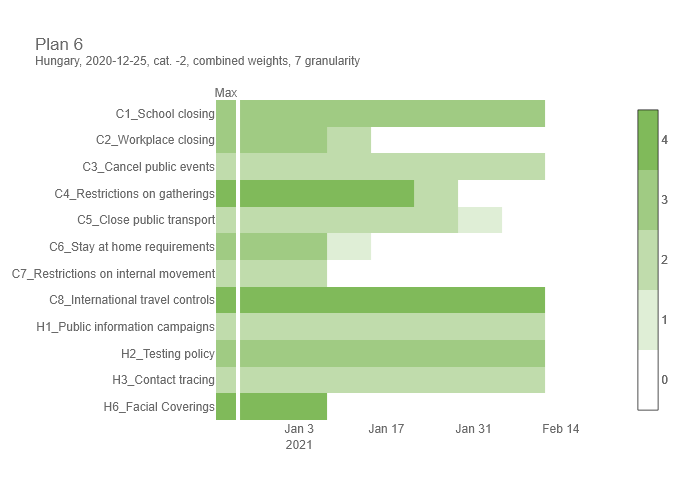 Plan 6
Hungary, 2020-12-25, cat. -2, combined weights, 7 granularity
Max
C1_School closing
C2_Workplace closing
C3_Cancel public events
C4_Restrictions on gatherings
C5_Close public transport
C6_Stay at home requirements
C7_Restrictions on internal movement
C8_International travel controls
H1_Public information campaigns
H2_Testing policy
H3_Contact tracing
H6_Facial Coverings
Jan 3 Jan 17 Jan 31 Feb 14
2021
4
3
2
1
0